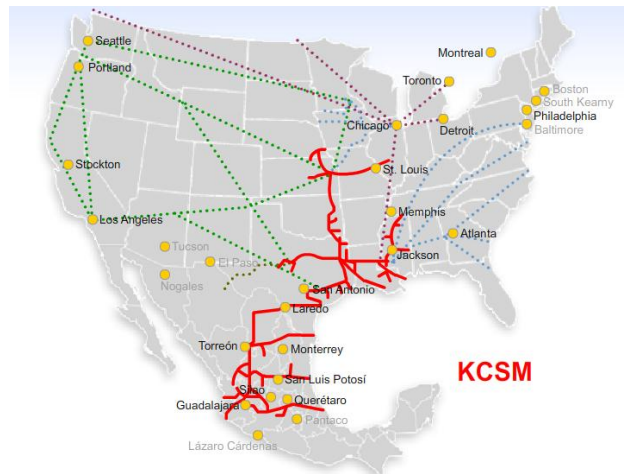 Seattle
Montreal
Portland
Toronto
Boston
South Keamy
Chicago
Detroit
Philadelphia
Baltimore
Stockton
St. Louis
Memphis
Los Angeles
Atlanta
Tucson
Jackson
El Paso
Nogales
San Antonio
Laredo
Torreón
Monterrey
KCSM
San Luis Potosí
Silao
Querétaro
Guadalajara
Pantaco
Lázaro Cárdenas